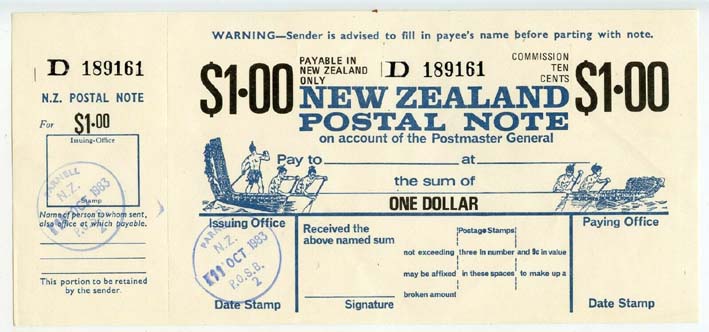 WARNING—Sender is advised to fill in payee's name before parting with note.
D 189161
N.Z. POSTAL NOTE
For $1·00
Issuing-Office
Stamp
PARNELL
N.Z.
OCT 1983
P.O.S.B.
2
Name of person to whom sent,
also office at which payable.
This portion to be retained
by the sender.
$1·00
PAYABLE IN
NEW ZEALAND
ONLY
D 189161
COMMISSION
TEN
CENTS
$1·00
NEW ZEALAND
POSTAL NOTE
on account of the Postmaster General
Pay to at
the sum of
ONE DOLLAR
Issuing Office
PARNELL
N.Z.
11 OCT 1983
P.O.S.B.
2
Date Stamp
Received the
above named sum
Signature
Postage Stamps
not exceeding three in number and 9c in value
may be affixed in these spaces to make up a
broken amount
Paying Office
Date Stamp